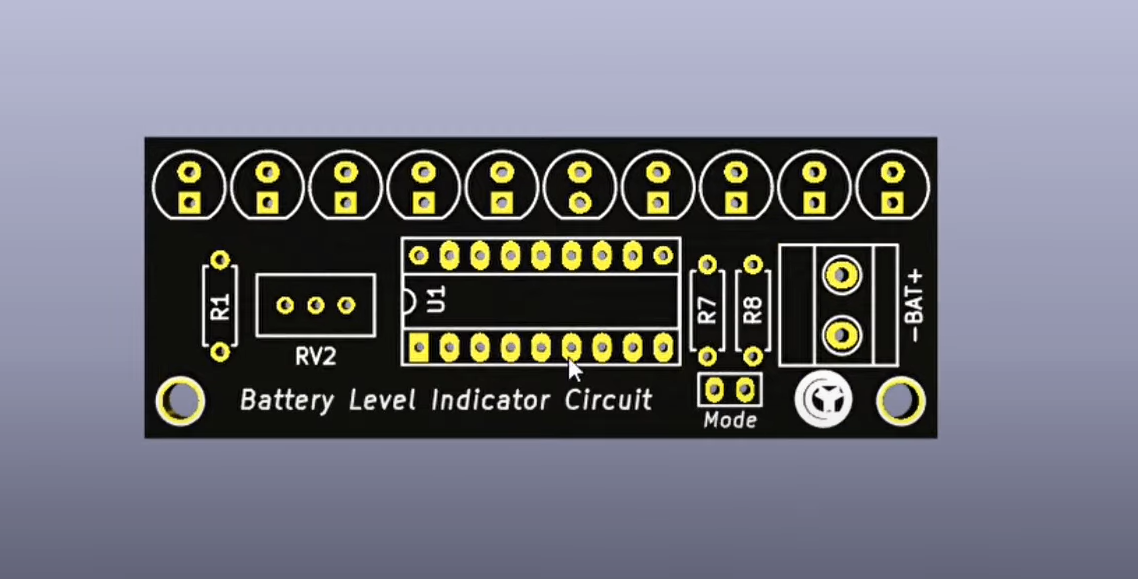 R1
RV2
U1
R7
R8
-BAT+
Battery Level Indicator Circuit
Mode